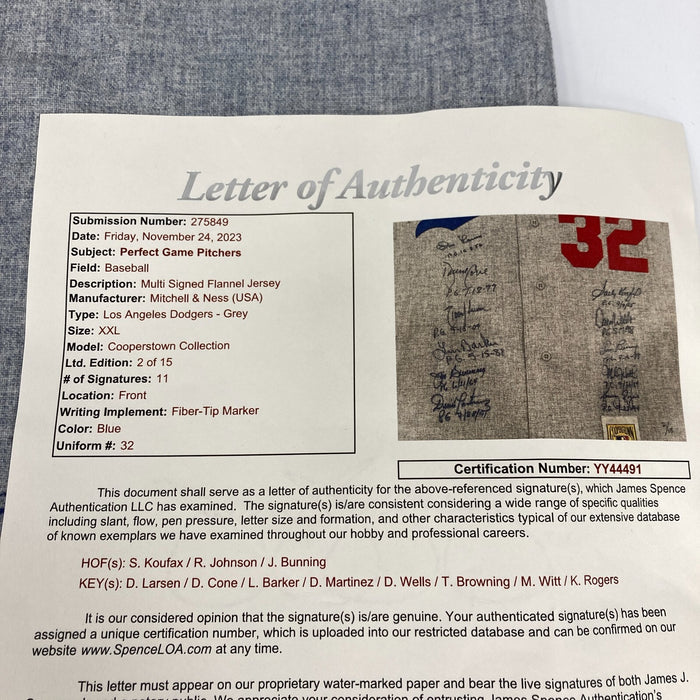 Letter of Authenticity
Submission Number: 275849
Date: Friday, November 24, 2023
Subject: Perfect Game Pitchers
Field: Baseball
Description: Multi Signed Flannel Jersey
Manufacturer: Mitchell & Ness (USA)
Type: Los Angeles Dodgers - Grey
Size: XXL
Model: Cooperstown Collection
Ltd. Edition: 2 of 15
# of Signatures: 11
Location: Front
Writing Implement: Fiber-Tip Marker
Color: Blue
Uniform #: 32
32
Certification Number: YY44491
This document shall serve as a letter of authenticity for the above-referenced signature(s), which James Spence
Authentication LLC has examined. The signature(s) is/are consistent considering a wide range of specific qualities
including slant, flow, pen pressure, letter size and formation, and other characteristics typical of our extensive database
of known exemplars we have examined throughout our hobby and professional careers.
HOF(s): S. Koufax / R. Johnson / J. Bunning
KEY(s): D. Larsen / D. Cone / L. Barker / D. Martinez / D. Wells / T. Browning / M. Witt / K. Rogers
It is our considered opinion that the signature(s) is/are genuine. Your authenticated signature(s) has been
assigned a unique certification number, which is uploaded into our restricted database and can be confirmed on our
website www.SpenceLOA.com at any time.
This letter must appear on our proprietary water-marked paper and bear the live signatures of both James J.